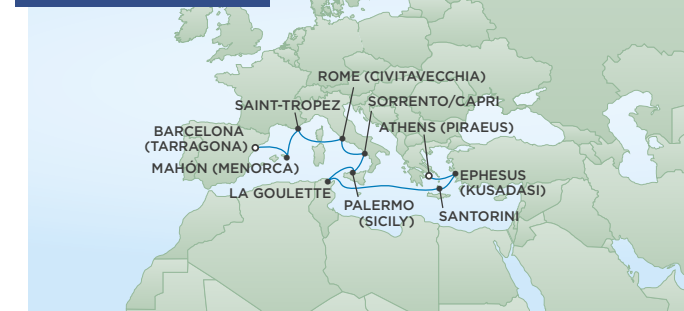 ROME (CIVITAVECCHIA)
SAINT-TROPEZ
SORRENTO/CAPRI
BARCELONA
(TARRAGONA)
ATHENS (PIRAEUS)
MAHÓN (MENORCA)
EPHESUS
(KUSADASI)
LA GOULETTE
PALERMO
(SICILY)
SANTORINI